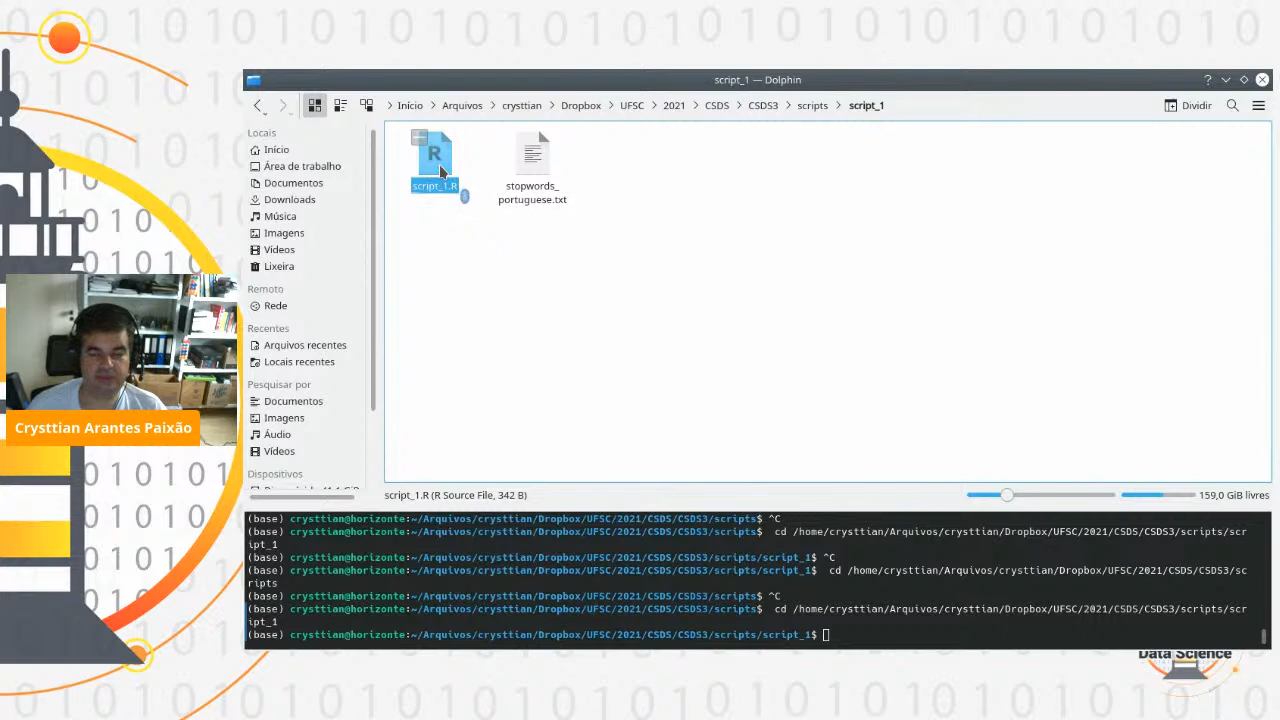 script_1 — Dolphin
Início > Arquivos > crysttian > Dropbox > UFSC > 2021 > CSDS > CSDS3 > scripts > script_1
Dividir
Locais
Início
Área de trabalho
Documentos
Downloads
Música
Imagens
Vídeos
Lixeira
Remoto
Rede
Recentes
Arquivos recentes
Locais recentes
Pesquisar por
Documentos
Imagens
Áudio
Vídeos
Dispositivos
R
script_1.R
stopwords_
portuguese.txt
script_1.R (R Source File, 342 B)
159,0 GiB livres
Crysttian Arantes Paixão
(base) crysttian@horizonte:~/Arquivos/crysttian/Dropbox/UFSC/2021/CSDS/CSDS3/scripts$ ^C
(base) crysttian@horizonte:~/Arquivos/crysttian/Dropbox/UFSC/2021/CSDS/CSDS3/scripts$  cd /home/crysttian/Arquivos/crysttian/Dropbox/UFSC/2021/CSDS/CSDS3/scripts/scr
ipt_1
(base) crysttian@horizonte:~/Arquivos/crysttian/Dropbox/UFSC/2021/CSDS/CSDS3/scripts/script_1$ ^C
(base) crysttian@horizonte:~/Arquivos/crysttian/Dropbox/UFSC/2021/CSDS/CSDS3/scripts/script_1$  cd /home/crysttian/Arquivos/crysttian/Dropbox/UFSC/2021/CSDS/CSDS3/sc
ripts
(base) crysttian@horizonte:~/Arquivos/crysttian/Dropbox/UFSC/2021/CSDS/CSDS3/scripts$ ^C
(base) crysttian@horizonte:~/Arquivos/crysttian/Dropbox/UFSC/2021/CSDS/CSDS3/scripts$  cd /home/crysttian/Arquivos/crysttian/Dropbox/UFSC/2021/CSDS/CSDS3/scripts/scr
ipt_1
(base) crysttian@horizonte:~/Arquivos/crysttian/Dropbox/UFSC/2021/CSDS/CSDS3/scripts/script_1$
Data Science